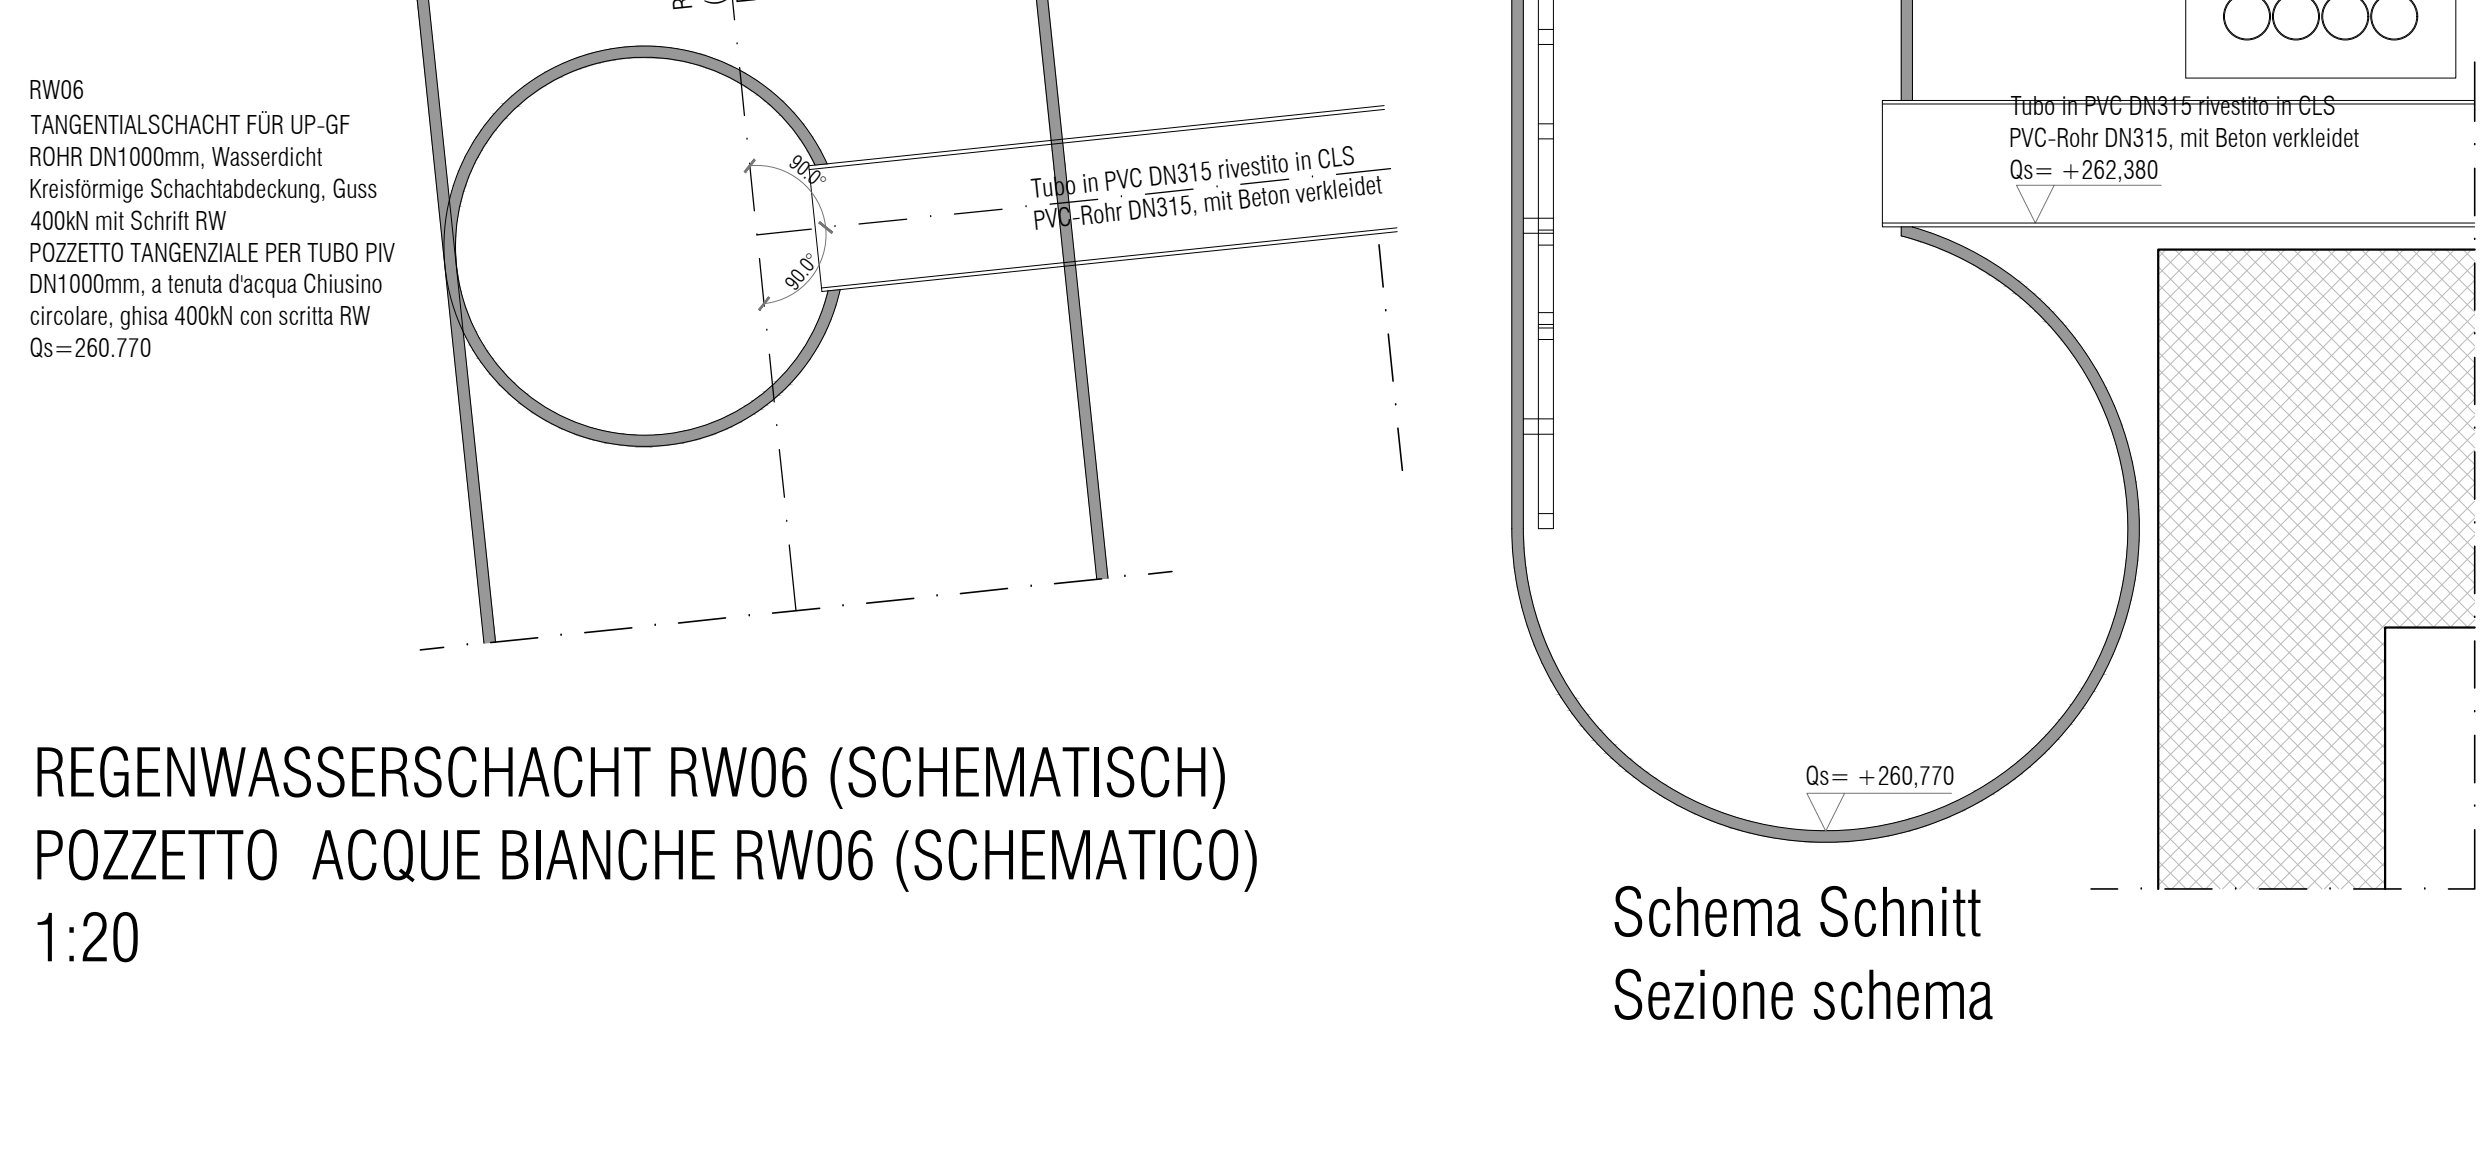 RW06
TANGENTIALSCHACHT FÜR UP-GF
ROHR DN1000mm, Wasserdicht
Kreisförmige Schachtabdeckung, Guss
400kN mit Schrift RW
POZZETTO TANGENZIALE PER TUBO PIV
DN1000mm, a tenuta d'acqua Chiusino
circolare, ghisa 400kN con scritta RW
Qs=260.770
90.0°
90.0°
Tubo in PVC DN315 rivestito in CLS
PVC-Rohr DN315, mit Beton verkleidet
Tubo in PVC DN315 rivestito in CLS
PVC-Rohr DN315, mit Beton verkleidet
Qs= +262,380
Qs= +260,770
REGENWASSERSCHACHT RW06 (SCHEMATISCH)
POZZETTO ACQUE BIANCHE RW06 (SCHEMATICO)
1:20
Schema Schnitt
Sezione schema